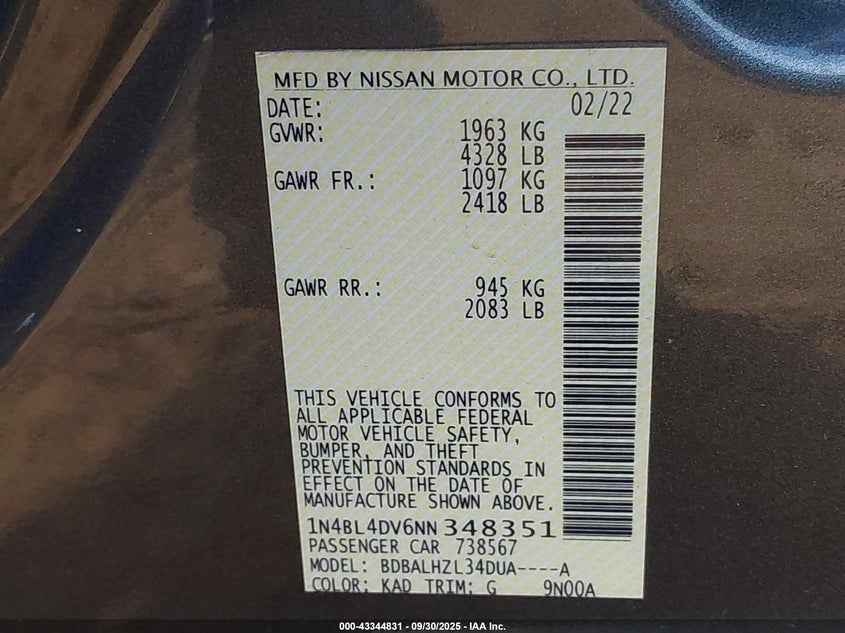 MFD BY NISSAN MOTOR CO., LTD.
DATE: 02/22
GVWR: 1963 KG
4328 LB
GAWR FR.: 1097 KG
2418 LB
GAWR RR.: 945 KG
2083 LB
THIS VEHICLE CONFORMS TO
ALL APPLICABLE FEDERAL
MOTOR VEHICLE SAFETY,
BUMPER, AND THEFT
PREVENTION STANDARDS IN
EFFECT ON THE DATE OF
MANUFACTURE SHOWN ABOVE.
1N4BL4DV6NN348351
PASSENGER CAR 738567
MODEL: BDBALHZL34DUA----A
COLOR: KAD TRIM: G 9N00A
000-43344831 - 09/30/2025 - IAA Inc.